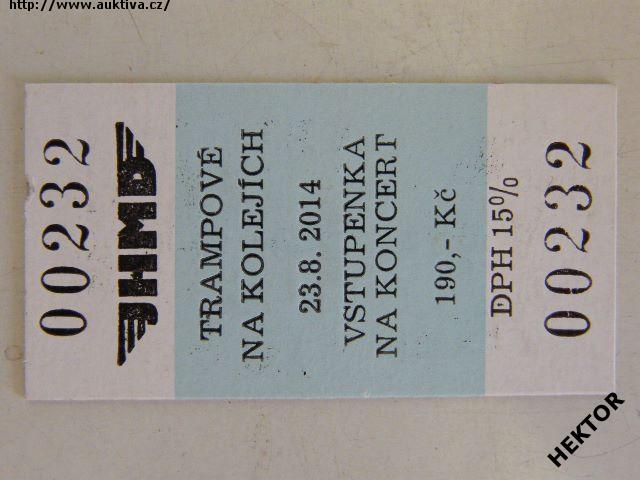 http://www.auktiva.cz/
00232
JHMD
TRAMPOVÉ
NA KOLEJÍCH
23.8. 2014
VSTUPENKA
NA KONCERT
190,- Kč
DPH 15%
00232
HEKTOR